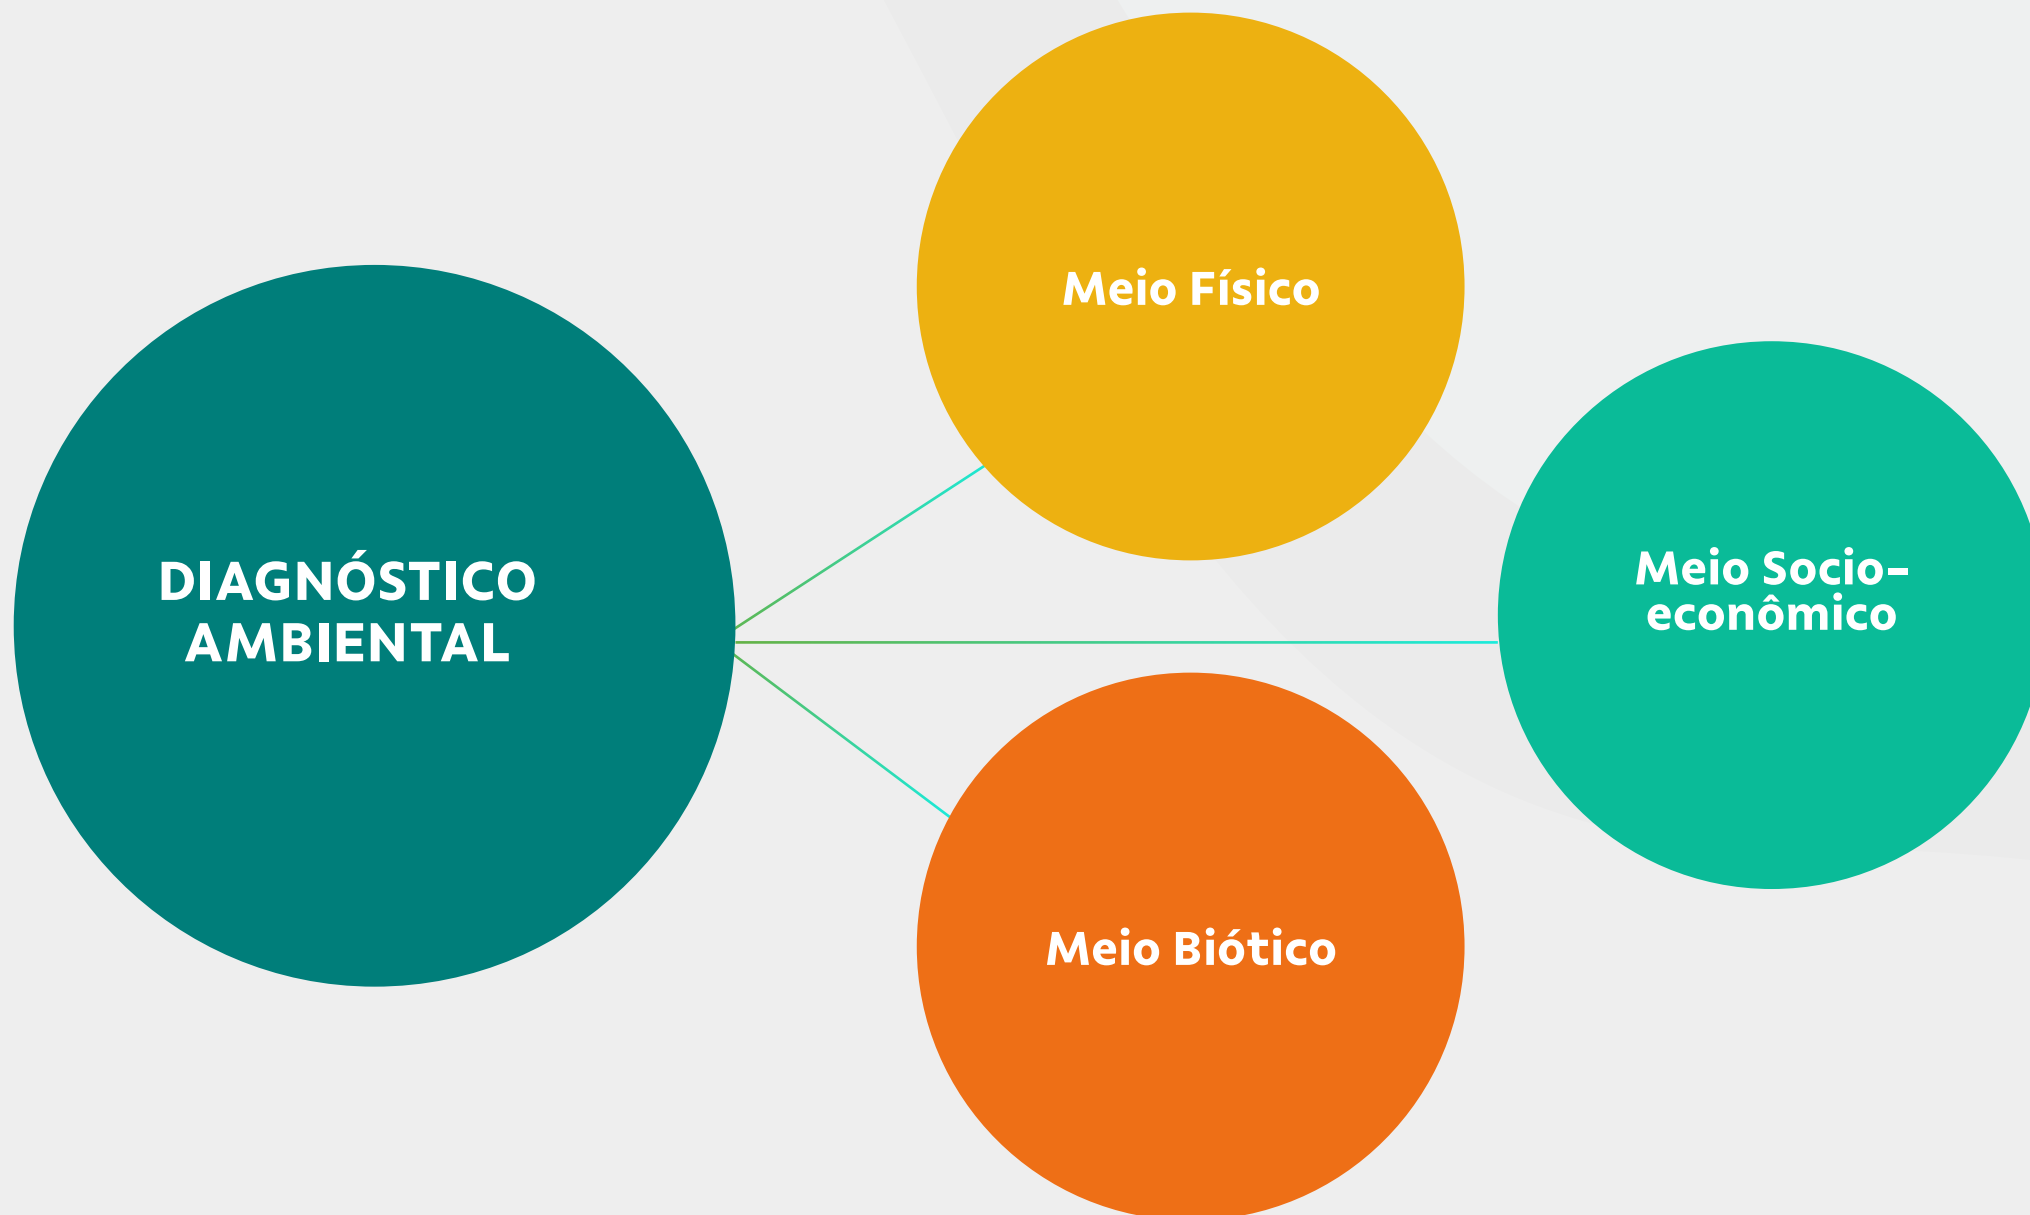 DIAGNÓSTICO
AMBIENTAL
Meio Físico
Meio Socio-
econômico
Meio Biótico